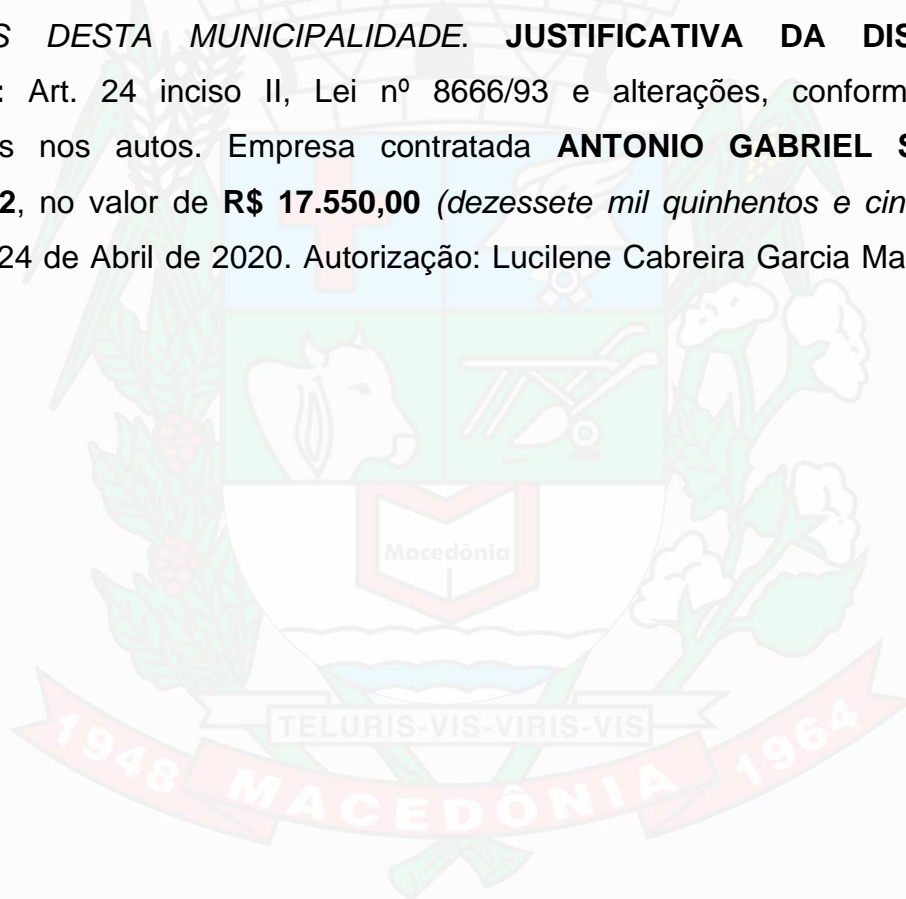 S DESTA MUNICIPALIDADE. JUSTIFICATIVA DA DIS
: Art. 24 inciso II, Lei nº 8666/93 e alterações, conform
s nos autos. Empresa contratada ANTONIO GABRIEL S
2, no valor de R$ 17.550,00 (dezessete mil quinhentos e cin
24 de Abril de 2020. Autorização: Lucilene Cabreira Garcia Ma
Macedônia
TELURIS-VIS-VIRIS-VIS
1948 MACEDÔNIA 1964